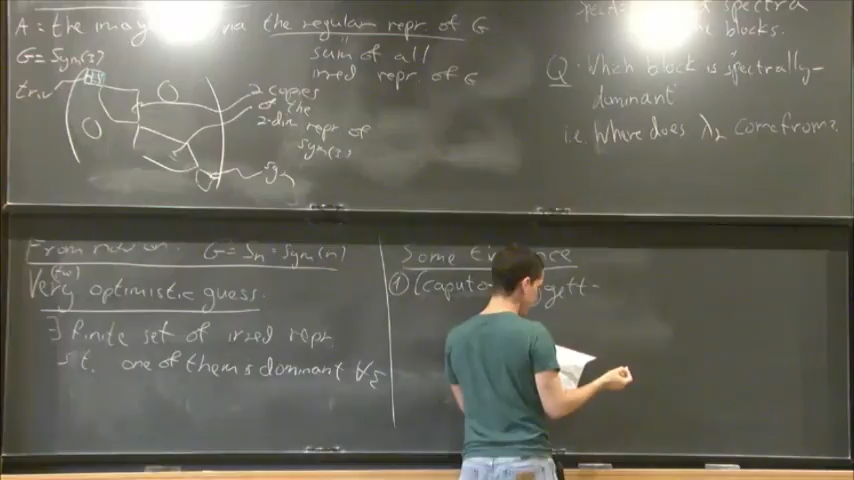 A = the image via the regular repr. of G
sum of all
irred repr. of G
G = Sym(3)
triv
2 copies
of the
2-dim repr of
Sym(3)
Sgn
spectra
the blocks.
Q. Which block is spectrally-
dominant
i.e. Where does λ₂ come from?
From now on. G = Sₙ = Sym(n)
Very optimistic guess.
∃ finite set of irred repr.
s.t. one of them is dominant ∀S
Some Evidence
① (Caputo-